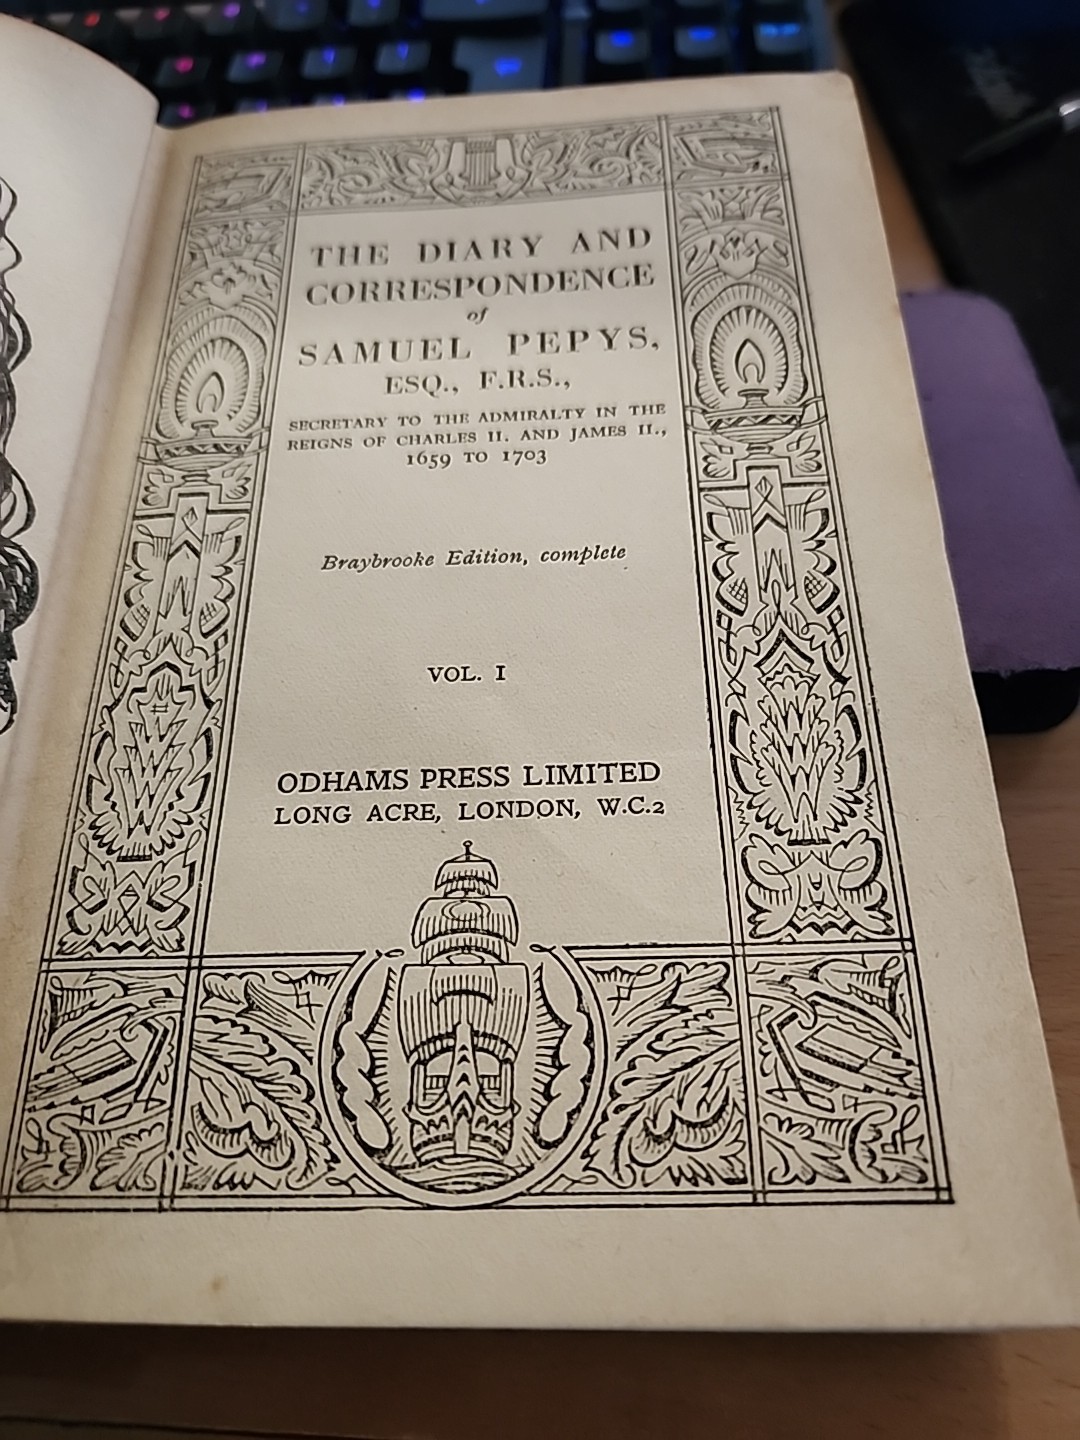 THE DIARY AND
CORRESPONDENCE
of
SAMUEL PEPYS,
ESQ., F.R.S.,
SECRETARY TO THE ADMIRALTY IN THE
REIGNS OF CHARLES II. AND JAMES II.,
1659 TO 1703
Braybrooke Edition, complete
VOL. I
ODHAMS PRESS LIMITED
LONG ACRE, LONDON, W.C.2